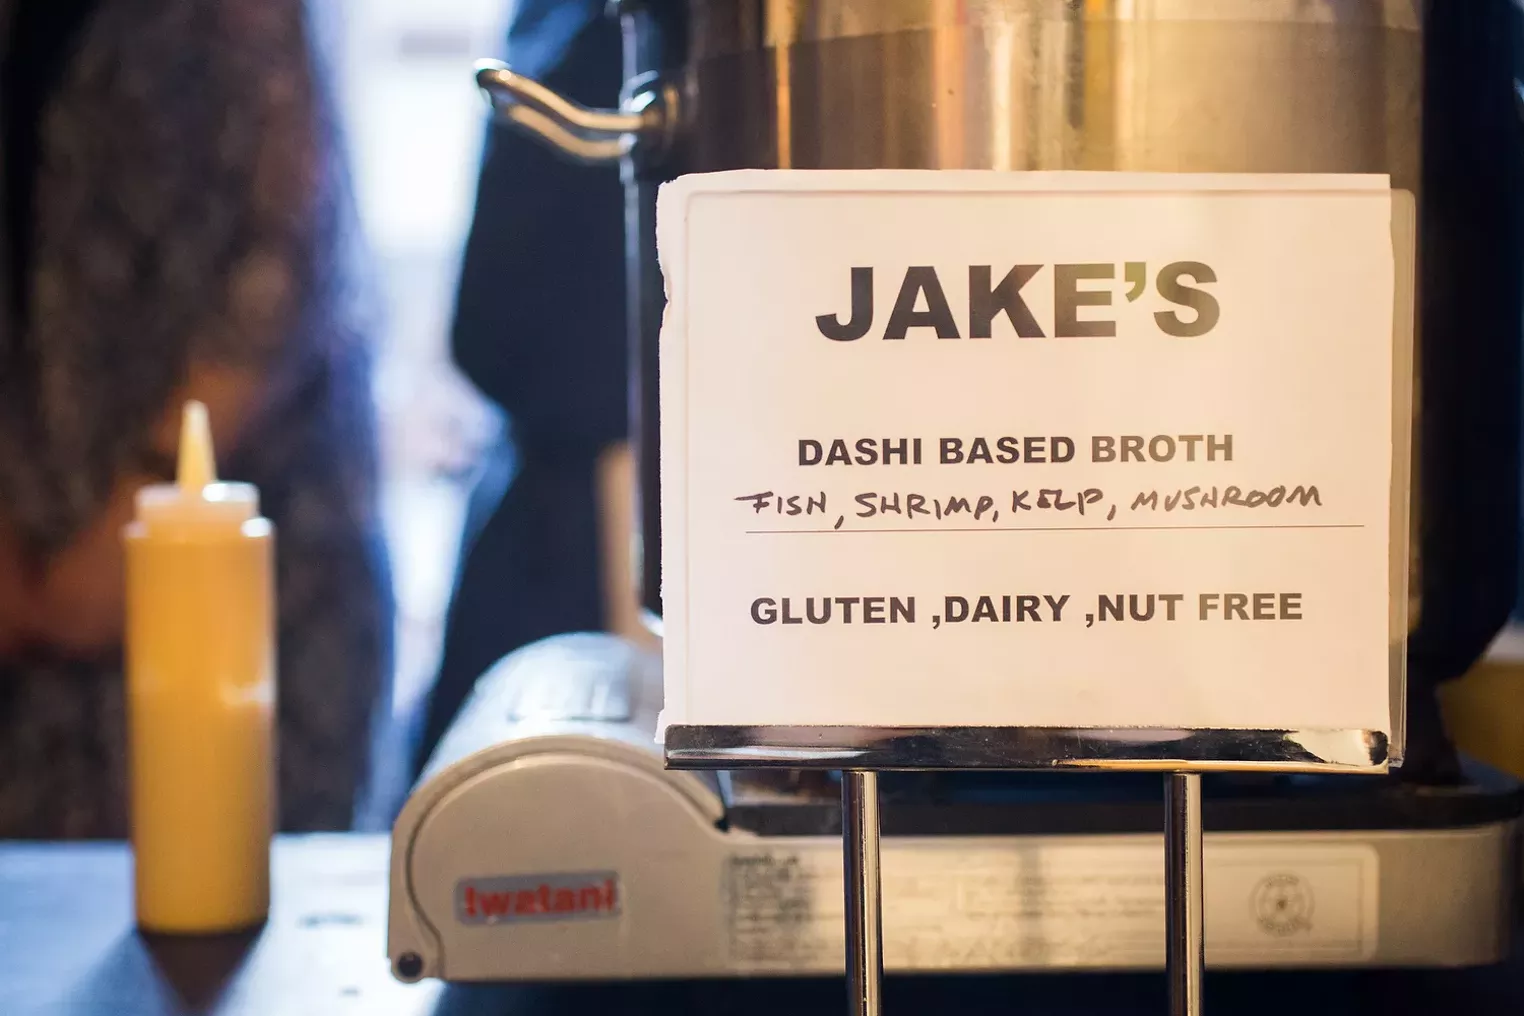 JAKE'S
DASHI BASED BROTH
FISH, SHRIMP, KELP, MUSHROOM
GLUTEN ,DAIRY ,NUT FREE
Iwatani